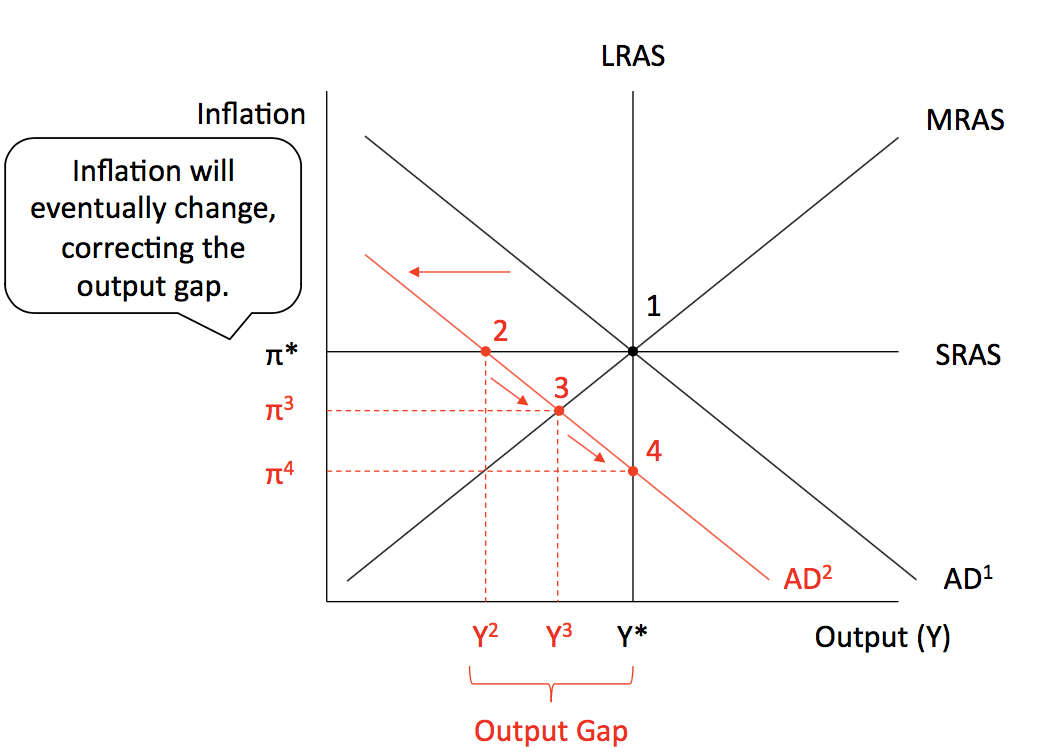 LRAS
Inflation
MRAS
Inflation will
eventually change,
correcting the
output gap.
1
2
π*
SRAS
3
π³
4
π⁴
AD²
AD¹
Y²
Y³
Y*
Output (Y)
Output Gap